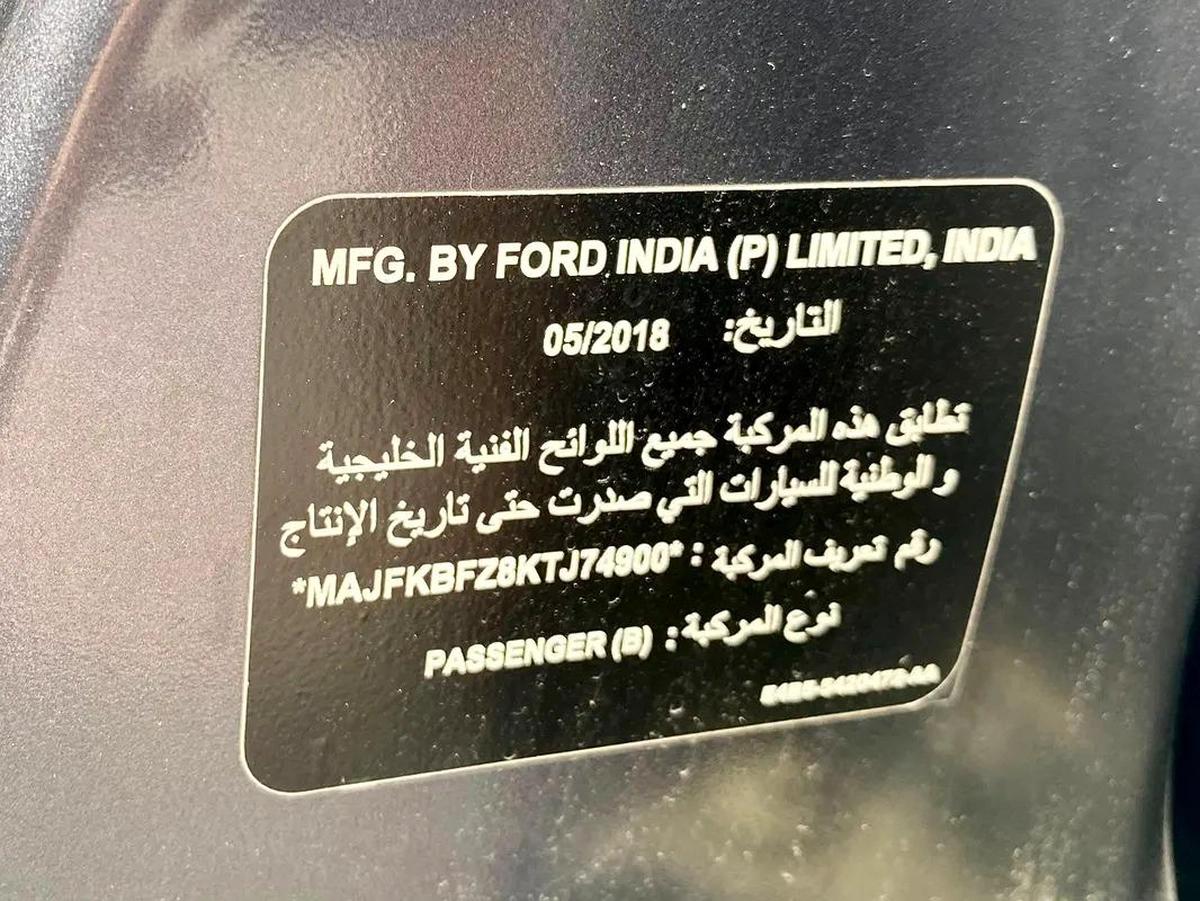 MFG. BY FORD INDIA (P) LIMITED, INDIA
التاريخ: 05/2018
تطابق هذه المركبة جميع اللوائح الفنية الخليجية
و الوطنية للسيارات التي صدرت حتى تاريخ الإنتاج
رقم تعريف المركبة : *MAJFKBFZ8KTJ74900*
نوع المركبة : PASSENGER (B)